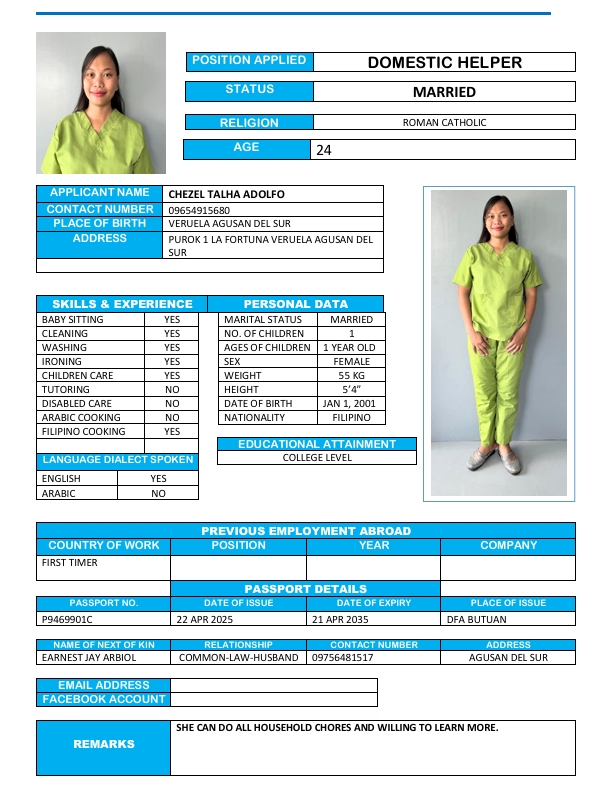 POSITION APPLIED DOMESTIC HELPER
STATUS MARRIED
RELIGION ROMAN CATHOLIC
AGE 24
APPLICANT NAME CHEZEL TALHA ADOLFO
CONTACT NUMBER 09654915680
PLACE OF BIRTH VERUELA AGUSAN DEL SUR
ADDRESS PUROK 1 LA FORTUNA VERUELA AGUSAN DEL
SUR
SKILLS & EXPERIENCE PERSONAL DATA
BABY SITTING YES MARITAL STATUS MARRIED
CLEANING YES NO. OF CHILDREN 1
WASHING YES AGES OF CHILDREN 1 YEAR OLD
IRONING YES SEX FEMALE
CHILDREN CARE YES WEIGHT 55 KG
TUTORING NO HEIGHT 5’4”
DISABLED CARE NO DATE OF BIRTH JAN 1, 2001
ARABIC COOKING NO NATIONALITY FILIPINO
FILIPINO COOKING YES
EDUCATIONAL ATTAINMENT
COLLEGE LEVEL
LANGUAGE DIALECT SPOKEN
ENGLISH YES
ARABIC NO
PREVIOUS EMPLOYMENT ABROAD
COUNTRY OF WORK POSITION YEAR COMPANY
FIRST TIMER
PASSPORT DETAILS
PASSPORT NO. DATE OF ISSUE DATE OF EXPIRY PLACE OF ISSUE
P9469901C 22 APR 2025 21 APR 2035 DFA BUTUAN
NAME OF NEXT OF KIN RELATIONSHIP CONTACT NUMBER ADDRESS
EARNEST JAY ARBIOL COMMON-LAW-HUSBAND 09756481517 AGUSAN DEL SUR
EMAIL ADDRESS
FACEBOOK ACCOUNT
REMARKS SHE CAN DO ALL HOUSEHOLD CHORES AND WILLING TO LEARN MORE.